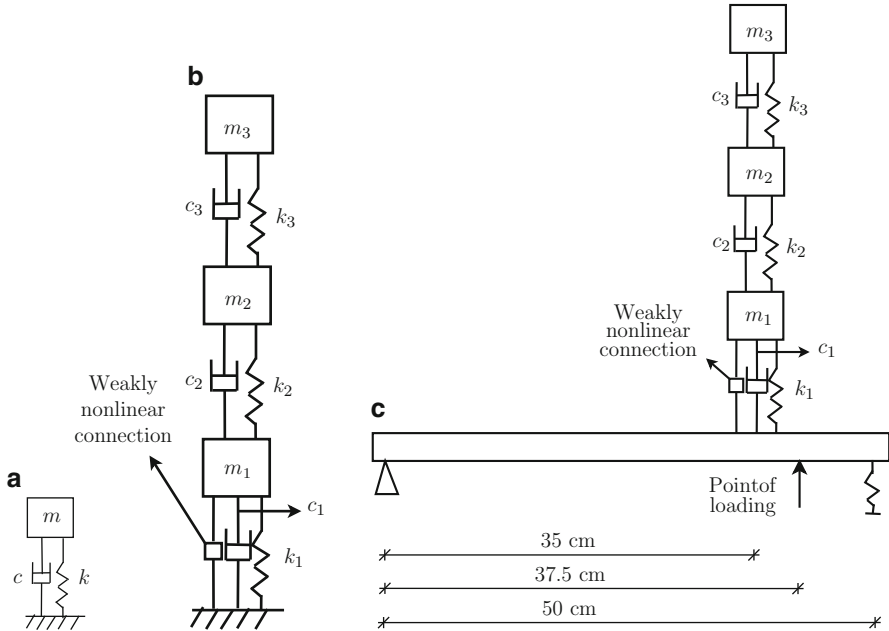 a
m
c
k
b
m3
c3
k3
m2
c2
k2
Weakly
nonlinear
connection
m1
c1
k1
c
m3
c3
k3
m2
c2
k2
m1
Weakly
nonlinear
connection
c1
k1
Pointof
loading
35 cm
37.5 cm
50 cm